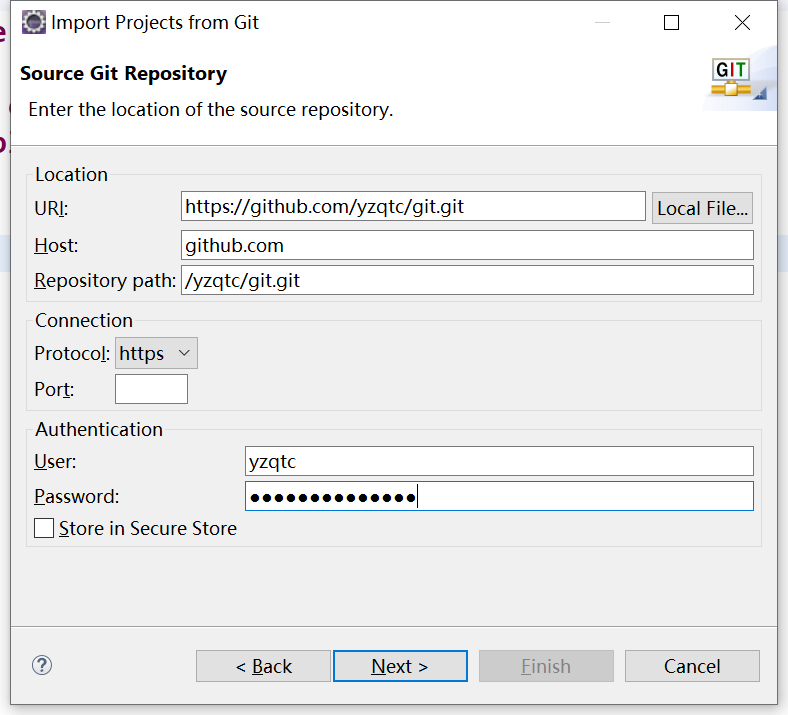 Import Projects from Git
Source Git Repository
GIT
Enter the location of the source repository.
Location
URI: https://github.com/yzqtc/git.git Local File...
Host: github.com
Repository path: /yzqtc/git.git
Connection
Protocol: https
Port:
Authentication
User: yzqtc
Password: ●●●●●●●●●●●●●●
Store in Secure Store
? < Back Next > Finish Cancel